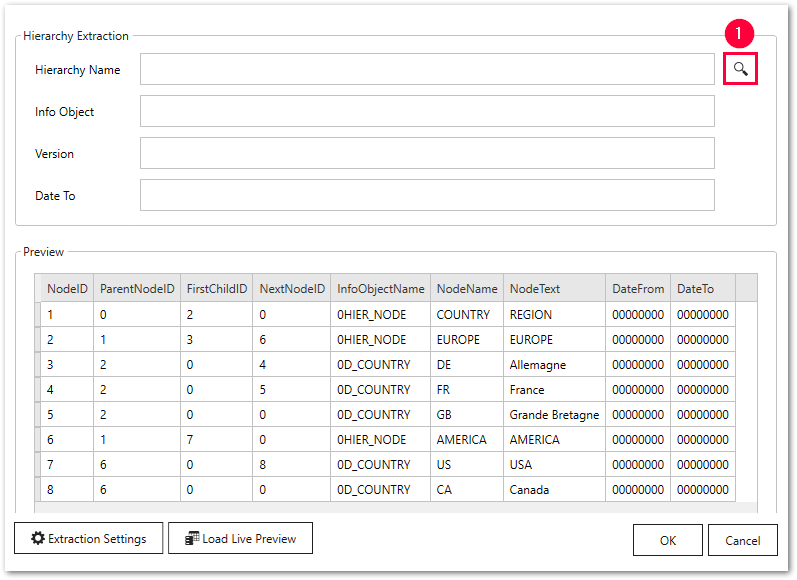 1
Hierarchy Extraction
Hierarchy Name
Info Object
Version
Date To
Preview
NodeID ParentNodeID FirstChildID NextNodeID InfoObjectName NodeName NodeText DateFrom DateTo
1 0 2 0 0HIER_NODE COUNTRY REGION 00000000 00000000
2 1 3 6 0HIER_NODE EUROPE EUROPE 00000000 00000000
3 2 0 4 0D_COUNTRY DE Allemagne 00000000 00000000
4 2 0 5 0D_COUNTRY FR France 00000000 00000000
5 2 0 0 0D_COUNTRY GB Grande Bretagne 00000000 00000000
6 1 7 0 0HIER_NODE AMERICA AMERICA 00000000 00000000
7 6 0 8 0D_COUNTRY US USA 00000000 00000000
8 6 0 0 0D_COUNTRY CA Canada 00000000 00000000
Extraction Settings Load Live Preview OK Cancel